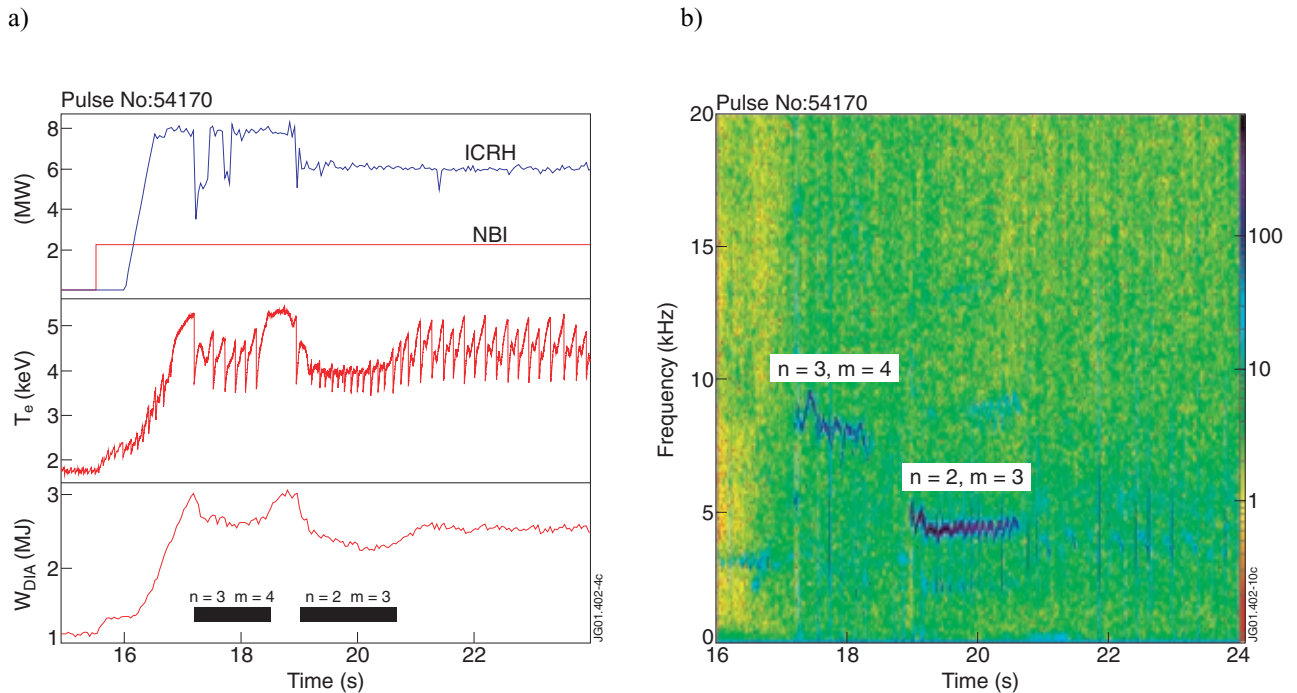 a)
Pulse No:54170
8
6
4
2
(MW)
ICRH
NBI
5
4
3
2
Te (keV)
3
2
1
WDIA (MJ)
n = 3 m = 4
n = 2 m = 3
16
18
20
22
Time (s)
JG01.402-4c
b)
Pulse No:54170
20
15
10
5
0
Frequency (kHz)
n = 3, m = 4
n = 2, m = 3
16
18
20
22
24
Time (s)
100
10
1
JG01.402-10c